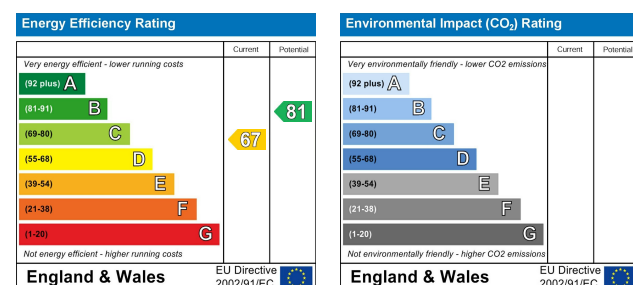 Energy Efficiency Rating
Current Potential
Very energy efficient - lower running costs
(92 plus) A
(81-91) B
(69-80) C
(55-68) D
(39-54) E
(21-38) F
(1-20) G
67
81
Not energy efficient - higher running costs
England & Wales
EU Directive
2002/91/EC
Environmental Impact (CO₂) Rating
Current Potential
Very environmentally friendly - lower CO2 emissions
(92 plus) A
(81-91) B
(69-80) C
(55-68) D
(39-54) E
(21-38) F
(1-20) G
Not environmentally friendly - higher CO2 emissions
England & Wales
EU Directive
2002/91/EC